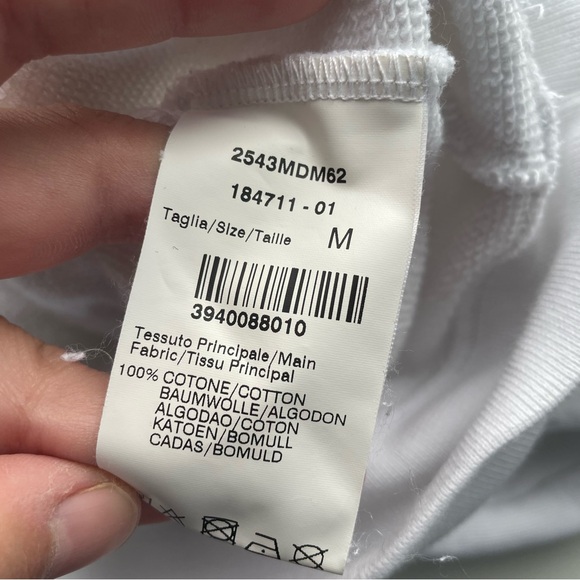 2543MDM62
184711-01
Taglia/Size/Taille M
3940088010
Tessuto Principale/Main
Fabric/Tissu Principal
100% COTONE/COTTON
BAUMWOLLE/ALGODON
ALGODAO/COTON
KATOEN/BOMULL
CADAS/BOMULD